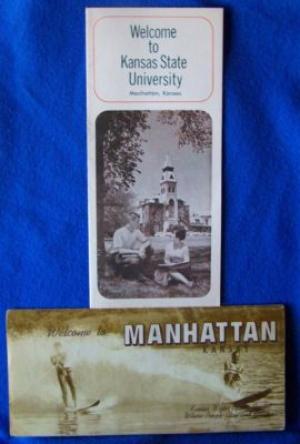 Welcome
to
Kansas State
University
Manhattan, Kansas
Welcome to MANHATTAN
KANSAS